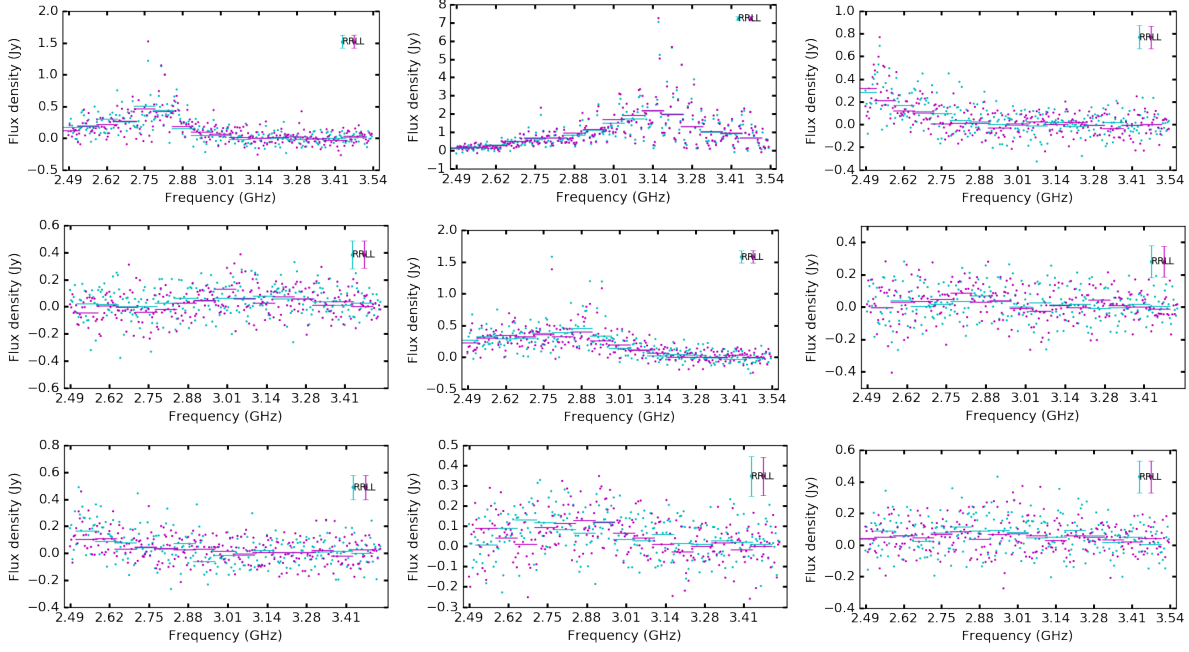 2.0
1.5
1.0
0.5
0.0
−0.5
Flux density (Jy)
RRLL
2.49 2.62 2.75 2.88 3.01 3.14 3.28 3.41 3.54
Frequency (GHz)
8
7
6
5
4
3
2
1
0
−1
Flux density (Jy)
RRLL
2.49 2.62 2.75 2.88 3.01 3.14 3.28 3.41 3.54
Frequency (GHz)
1.0
0.8
0.6
0.4
0.2
0.0
−0.2
−0.4
Flux density (Jy)
RRLL
2.49 2.62 2.75 2.88 3.01 3.14 3.28 3.41 3.54
Frequency (GHz)
0.6
0.4
0.2
0.0
−0.2
−0.4
−0.6
Flux density (Jy)
RRLL
2.49 2.62 2.75 2.88 3.01 3.14 3.28 3.41
Frequency (GHz)
2.0
1.5
1.0
0.5
0.0
−0.5
Flux density (Jy)
RRLL
2.49 2.62 2.75 2.88 3.01 3.14 3.28 3.41 3.54
Frequency (GHz)
0.4
0.2
0.0
−0.2
−0.4
Flux density (Jy)
RRLL
2.49 2.62 2.75 2.88 3.01 3.14 3.28 3.41
Frequency (GHz)
0.8
0.6
0.4
0.2
0.0
−0.2
−0.4
Flux density (Jy)
RRLL
2.49 2.62 2.75 2.88 3.01 3.14 3.28 3.41
Frequency (GHz)
0.5
0.4
0.3
0.2
0.1
0.0
−0.1
−0.2
−0.3
Flux density (Jy)
RRLL
2.49 2.62 2.75 2.88 3.01 3.14 3.28 3.41
Frequency (GHz)
0.6
0.4
0.2
0.0
−0.2
−0.4
Flux density (Jy)
RRLL
2.49 2.62 2.75 2.88 3.01 3.14 3.28 3.41 3.54
Frequency (GHz)